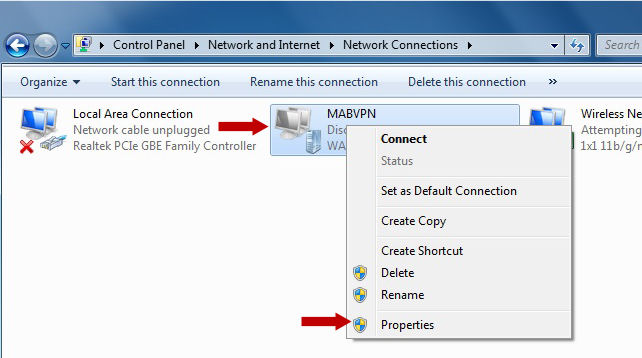 Control Panel Network and Internet Network Connections Search
Organize Start this connection Rename this connection Delete this connection »
Local Area Connection
Network cable unplugged
Realtek PCIe GBE Family Controller
MABVPN
Disc
WA
Wireless Ne
Attempting
1x1 11b/g/n
Connect
Status
Set as Default Connection
Create Copy
Create Shortcut
Delete
Rename
Properties